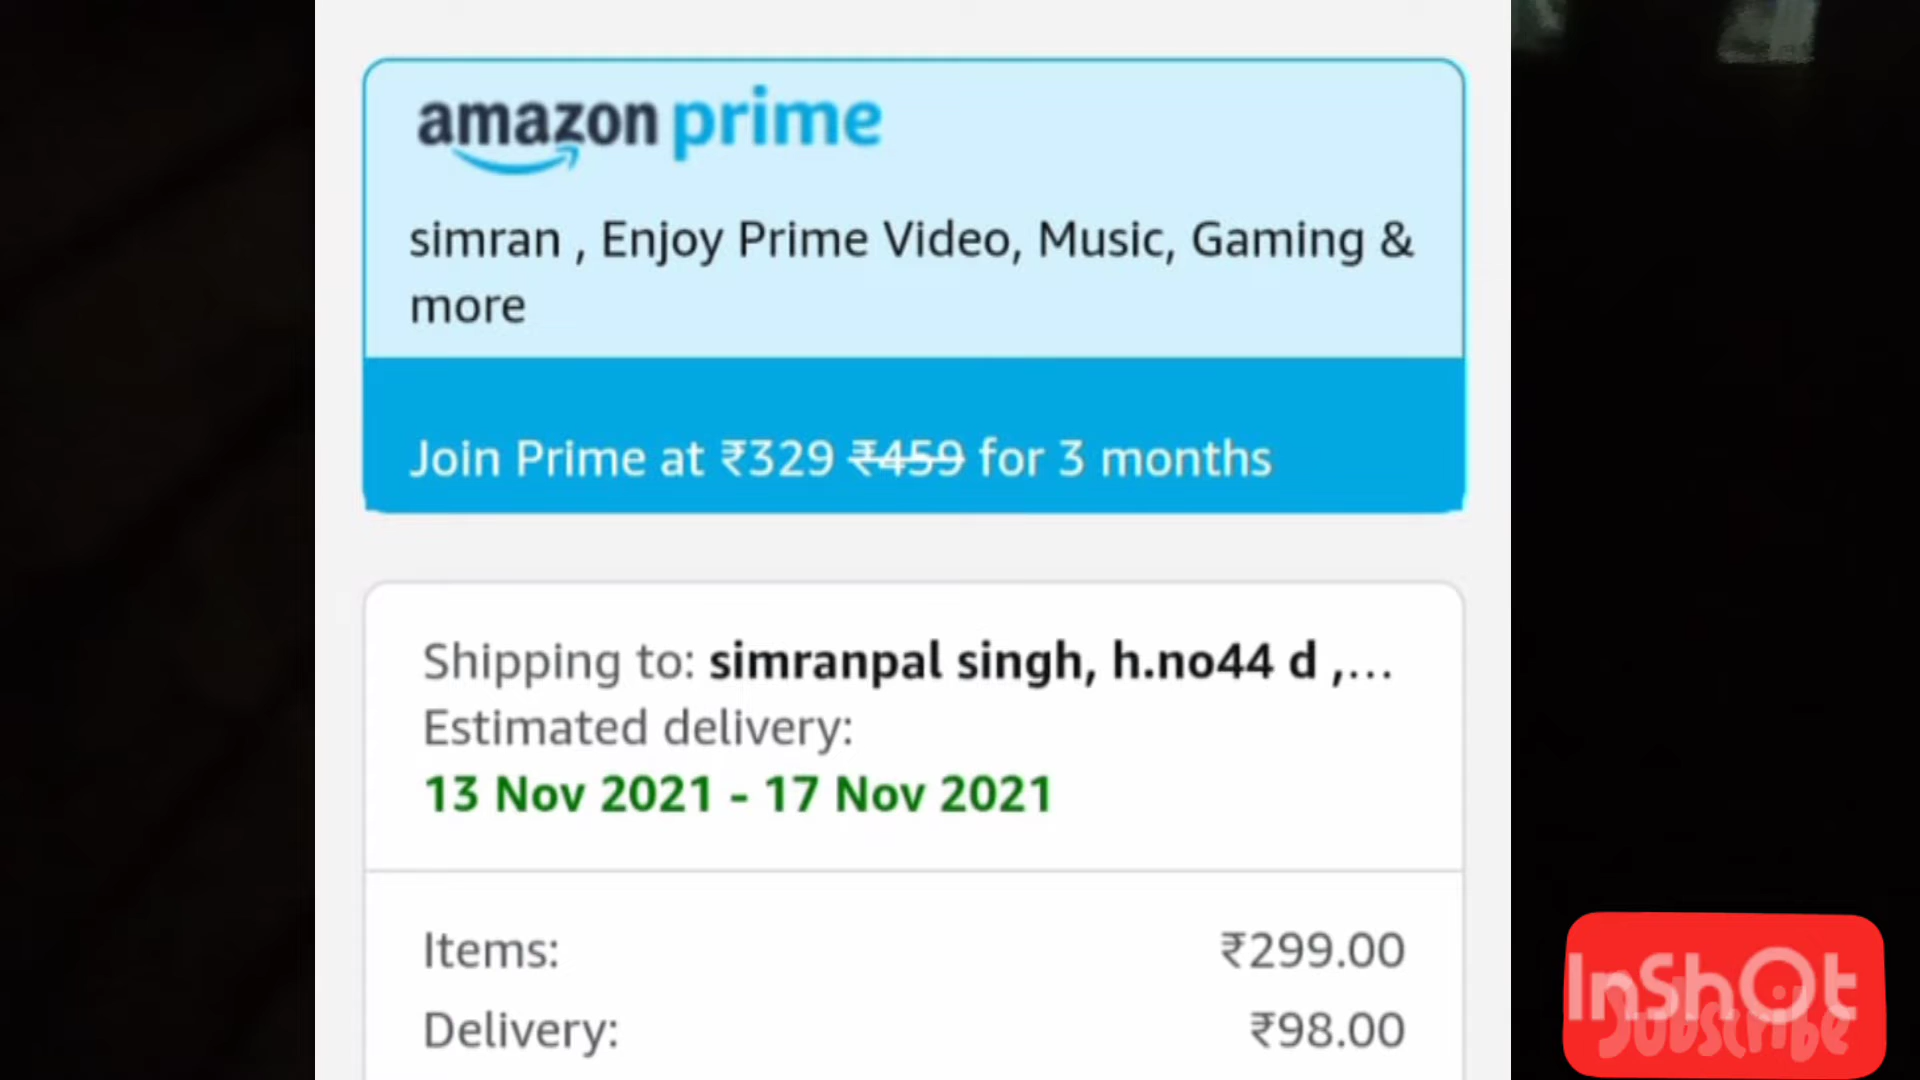 amazon prime
simran , Enjoy Prime Video, Music, Gaming &
more
Join Prime at ₹329 ₹459 for 3 months
Shipping to: simranpal singh, h.no44 d ,...
Estimated delivery:
13 Nov 2021 - 17 Nov 2021
Items: ₹299.00
Delivery: ₹98.00
InShOt
Subscribe